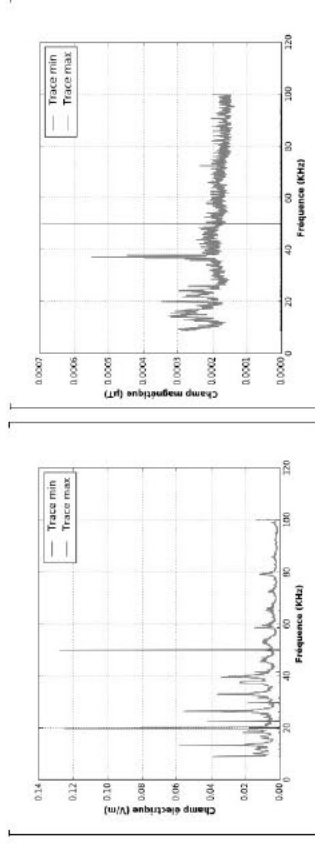 Trace min
Trace max
0.14
0.12
0.10
0.08
0.06
0.04
0.02
0.00
Champ électrique (V/m)
0 20 40 60 80 100 120
Fréquence (KHz)
Trace min
Trace max
0.0007
0.0006
0.0005
0.0004
0.0003
0.0002
0.0001
0.0000
Champ magnétique (µT)
0 20 40 60 80 100 120
Fréquence (KHz)